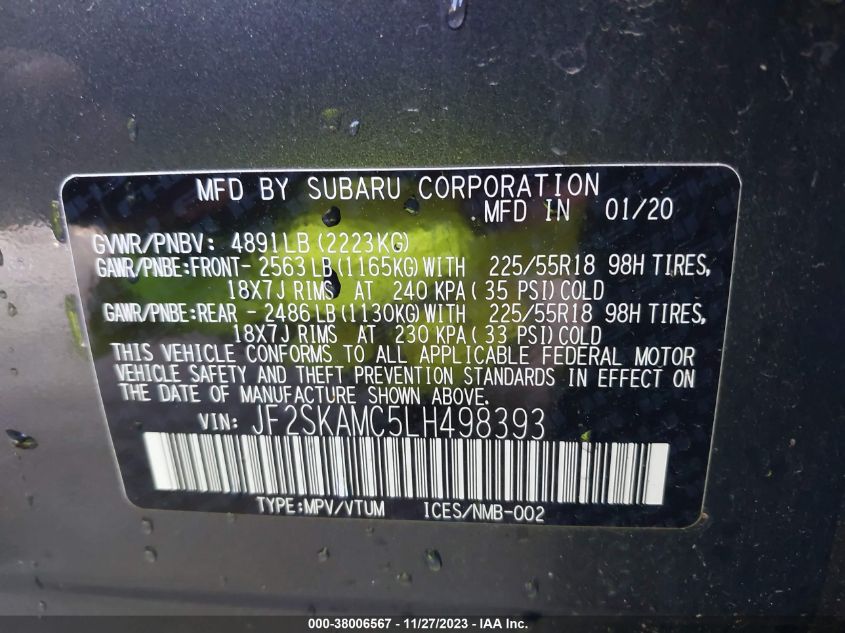 MFD BY SUBARU CORPORATION
MFD IN 01/20
GVWR/PNBV: 4891LB(2223KG)
GAWR/PNBE:FRONT- 2563LB(1165KG)WITH 225/55R18 98H TIRES,
18X7J RIMS AT 240 KPA(35 PSI)COLD
GAWR/PNBE:REAR - 2486LB(1130KG)WITH 225/55R18 98H TIRES,
18X7J RIMS AT 230 KPA(33 PSI)COLD
THIS VEHICLE CONFORMS TO ALL APPLICABLE FEDERAL MOTOR
VEHICLE SAFETY AND THEFT PREVENTION STANDARDS IN EFFECT ON
THE DATE OF MANUFACTURE SHOWN ABOVE.
VIN: JF2SKAMC5LH498393
TYPE:MPV/VTUM ICES/NMB-002
000-38006567 - 11/27/2023 - IAA Inc.